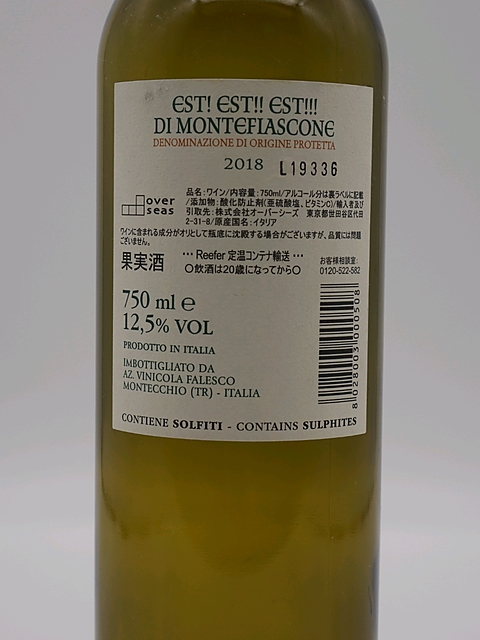 EST! EST!! EST!!!
DI MONTEFIASCONE
DENOMINAZIONE DI ORIGINE PROTETTA
2018 L19336
over
seas
品名:ワイン/内容量:750ml/アルコール分は裏ラベルに記載
/添加物:酸化防止剤(亜硫酸塩、ビタミンC)/輸入者及び
引取先:株式会社オーバーシーズ 東京都世田谷区代田
2-31-8/原産国名:イタリア
ワインに含まれる成分がオリとして瓶底に沈殿する場合がございますが、品質には問題
ございません。
果実酒
… Reefer 定温コンテナ輸送 …
○飲酒は20歳になってから○
お客様相談室:
0120-522-582
750 ml e
12,5% VOL
PRODOTTO IN ITALIA
IMBOTTIGLIATO DA
AZ. VINICOLA FALESCO
MONTECCHIO (TR) - ITALIA
8 028003 000508
CONTIENE SOLFITI - CONTAINS SULPHITES